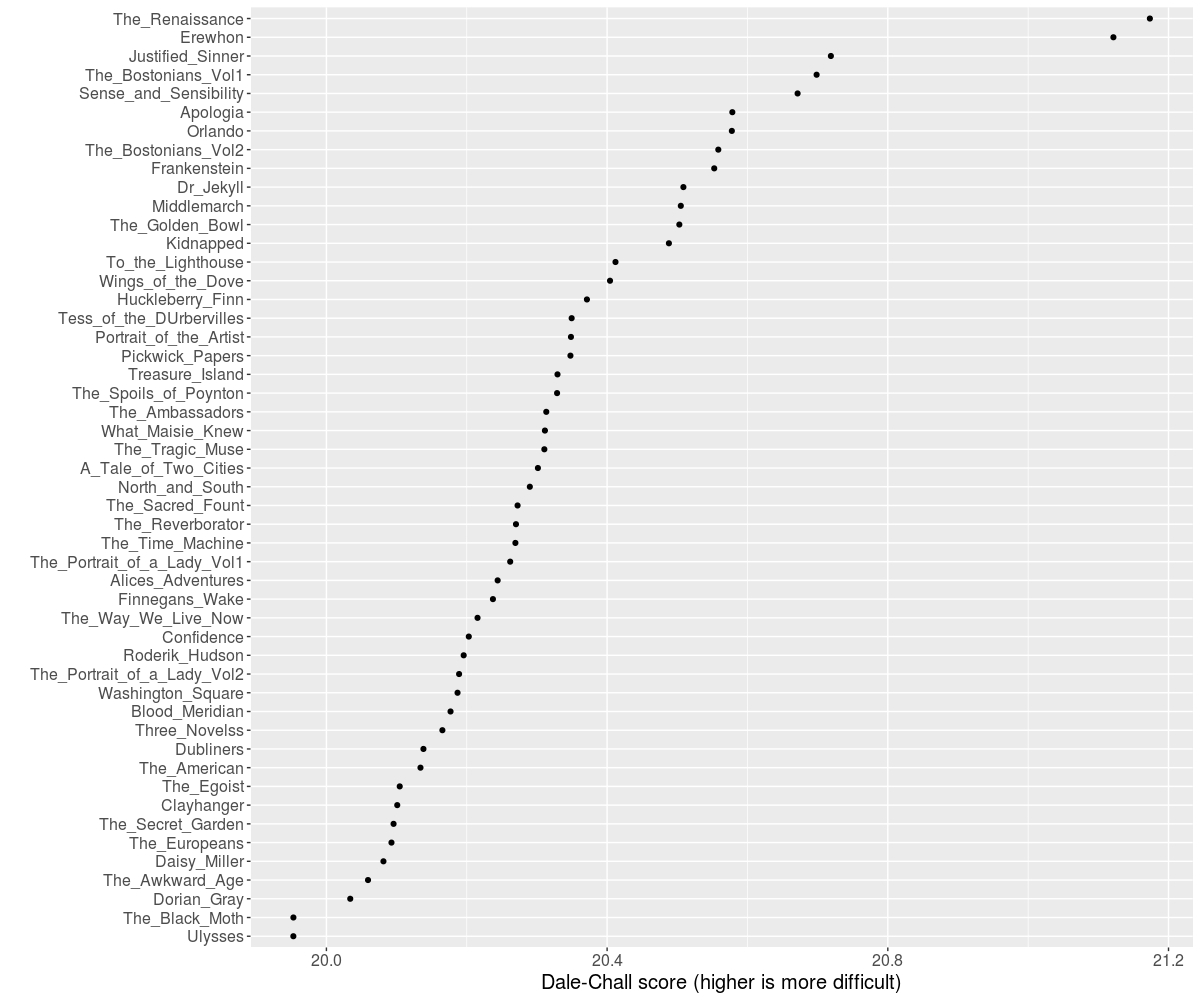 The_Renaissance
Erewhon
Justified_Sinner
The_Bostonians_Vol1
Sense_and_Sensibility
Apologia
Orlando
The_Bostonians_Vol2
Frankenstein
Dr_Jekyll
Middlemarch
The_Golden_Bowl
Kidnapped
To_the_Lighthouse
Wings_of_the_Dove
Huckleberry_Finn
Tess_of_the_DUrbervilles
Portrait_of_the_Artist
Pickwick_Papers
Treasure_Island
The_Spoils_of_Poynton
The_Ambassadors
What_Maisie_Knew
The_Tragic_Muse
A_Tale_of_Two_Cities
North_and_South
The_Sacred_Fount
The_Reverborator
The_Time_Machine
The_Portrait_of_a_Lady_Vol1
Alices_Adventures
Finnegans_Wake
The_Way_We_Live_Now
Confidence
Roderik_Hudson
The_Portrait_of_a_Lady_Vol2
Washington_Square
Blood_Meridian
Three_Novelss
Dubliners
The_American
The_Egoist
Clayhanger
The_Secret_Garden
The_Europeans
Daisy_Miller
The_Awkward_Age
Dorian_Gray
The_Black_Moth
Ulysses
20.0 20.4 20.8 21.2
Dale-Chall score (higher is more difficult)